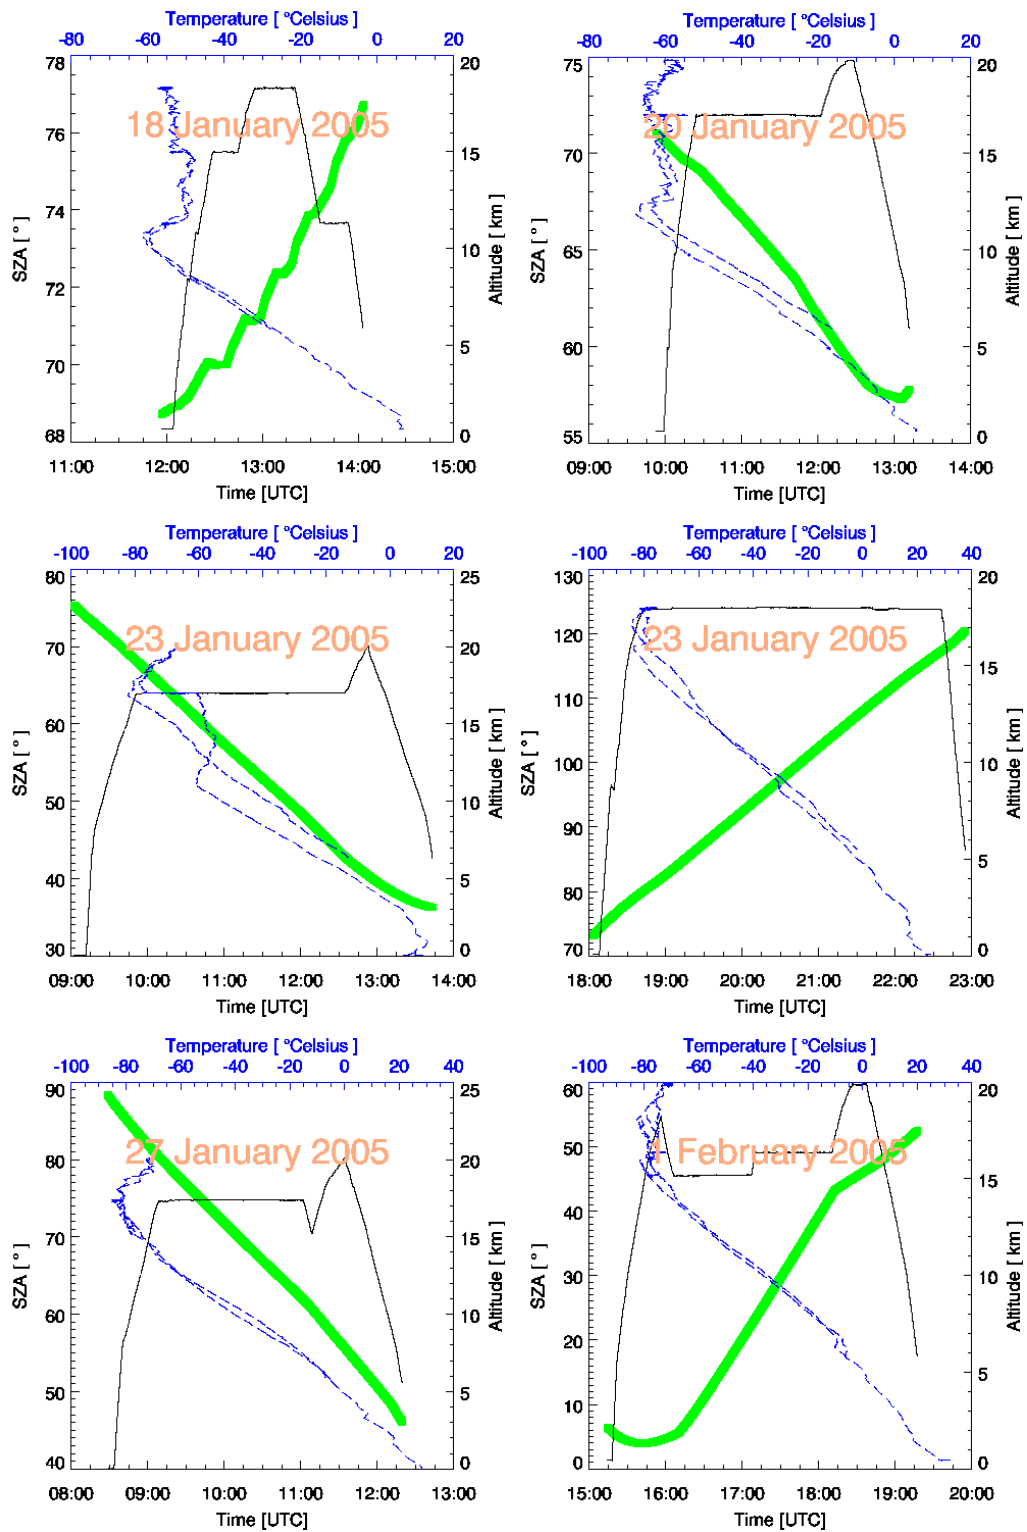 Temperature [ °Celsius ]
-80 -60 -40 -20 0 20
78 76 74 72 70 68
SZA [ ° ]
18 January 2005
20 15 10 5 0
Altitude [ km ]
11:00 12:00 13:00 14:00 15:00
Time [UTC]
Temperature [ °Celsius ]
-80 -60 -40 -20 0 20
75 70 65 60 55
SZA [ ° ]
20 January 2005
20 15 10 5 0
Altitude [ km ]
09:00 10:00 11:00 12:00 13:00 14:00
Time [UTC]
Temperature [ °Celsius ]
-100 -80 -60 -40 -20 0 20
80 70 60 50 40 30
SZA [ ° ]
23 January 2005
25 20 15 10 5 0
Altitude [ km ]
09:00 10:00 11:00 12:00 13:00 14:00
Time [UTC]
Temperature [ °Celsius ]
-100 -80 -60 -40 -20 0 20 40
130 120 110 100 90 80 70
SZA [ ° ]
23 January 2005
20 15 10 5 0
Altitude [ km ]
18:00 19:00 20:00 21:00 22:00 23:00
Time [UTC]
Temperature [ °Celsius ]
-100 -80 -60 -40 -20 0 20 40
90 80 70 60 50 40
SZA [ ° ]
27 January 2005
25 20 15 10 5 0
Altitude [ km ]
08:00 09:00 10:00 11:00 12:00 13:00
Time [UTC]
Temperature [ °Celsius ]
-100 -80 -60 -40 -20 0 20 40
60 50 40 30 20 10 0
SZA [ ° ]
1 February 2005
20 15 10 5 0
Altitude [ km ]
15:00 16:00 17:00 18:00 19:00 20:00
Time [UTC]